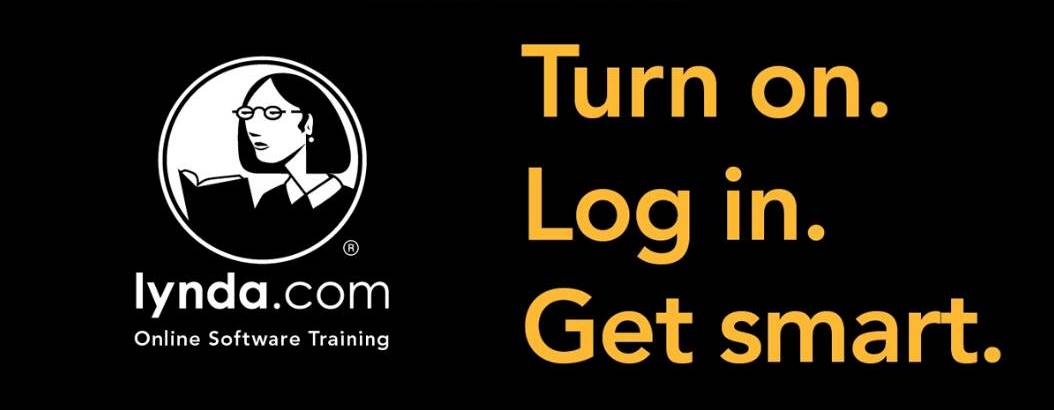 ®
lynda.com
Online Software Training
Turn on.
Log in.
Get smart.